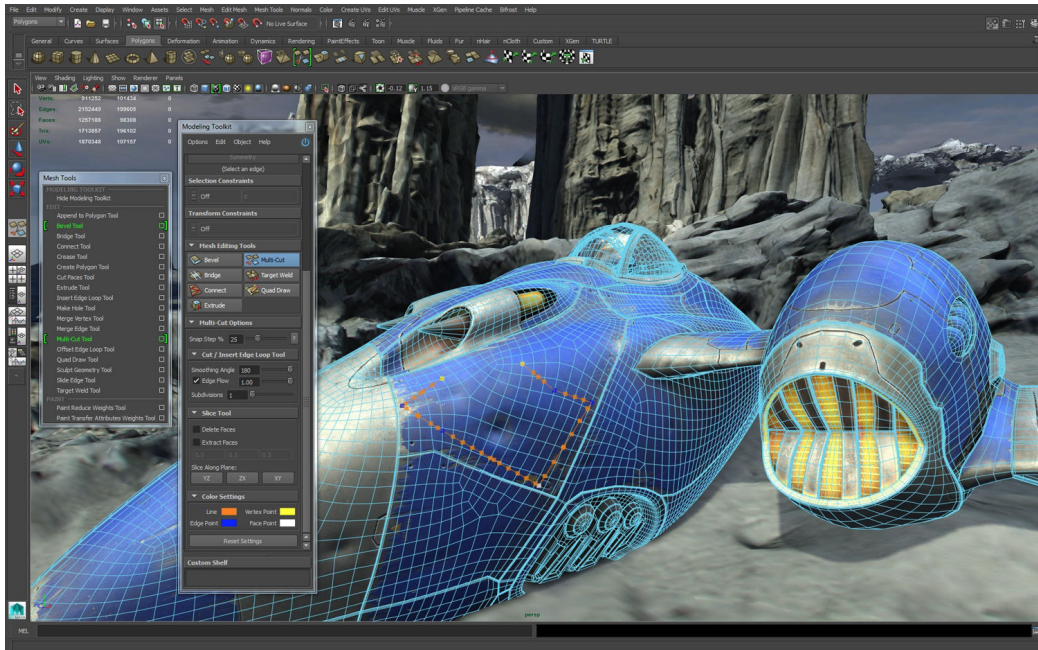 File Edit Modify Create Display Window Assets Select Mesh Edit Mesh Mesh Tools Normals Color Create UVs Edit UVs Muscle XGen Pipeline Cache Bifrost Help
Polygons No Live Surface
General Curves Surfaces Polygons Deformation Animation Dynamics Rendering PaintEffects Toon Muscle Fluids Fur nHair nCloth Custom XGen TURTLE
View Shading Lighting Show Renderer Panels
-0.12 1.15 sRGB gamma
Verts: 911252 101434 0
Edges: 2152449 199605 0
Faces: 1257188 98308 0
Tris: 1713857 196102 0
UVs: 1870348 107157 0
Mesh Tools
MODELING TOOLKIT
Hide Modeling Toolkit
EDIT
Append to Polygon Tool
Bevel Tool
Bridge Tool
Connect Tool
Crease Tool
Create Polygon Tool
Cut Faces Tool
Extrude Tool
Insert Edge Loop Tool
Make Hole Tool
Merge Vertex Tool
Merge Edge Tool
Multi-Cut Tool
Offset Edge Loop Tool
Quad Draw Tool
Sculpt Geometry Tool
Slide Edge Tool
Target Weld Tool
PAINT
Paint Reduce Weights Tool
Paint Transfer Attributes Weights Tool
Modeling Toolkit
Options Edit Object Help
Symmetry
(Select an edge)
Selection Constraints
Off
Transform Constraints
Off
Mesh Editing Tools
Bevel Multi-Cut
Bridge Target Weld
Connect Quad Draw
Extrude
Multi-Cut Options
Snap Step % 25
Cut / Insert Edge Loop Tool
Smoothing Angle 180
Edge Flow 1.00
Subdivisions 1
Slice Tool
Delete Faces
Extract Faces
Slice Along Plane:
YZ ZX XY
Color Settings
Line Vertex Point
Edge Point Face Point
Reset Settings
Custom Shelf
persp
MEL